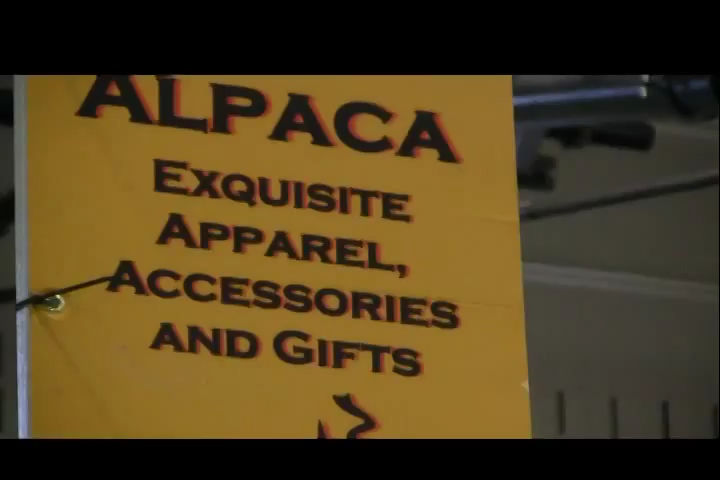 ALPACA
EXQUISITE
APPAREL,
ACCESSORIES
AND GIFTS